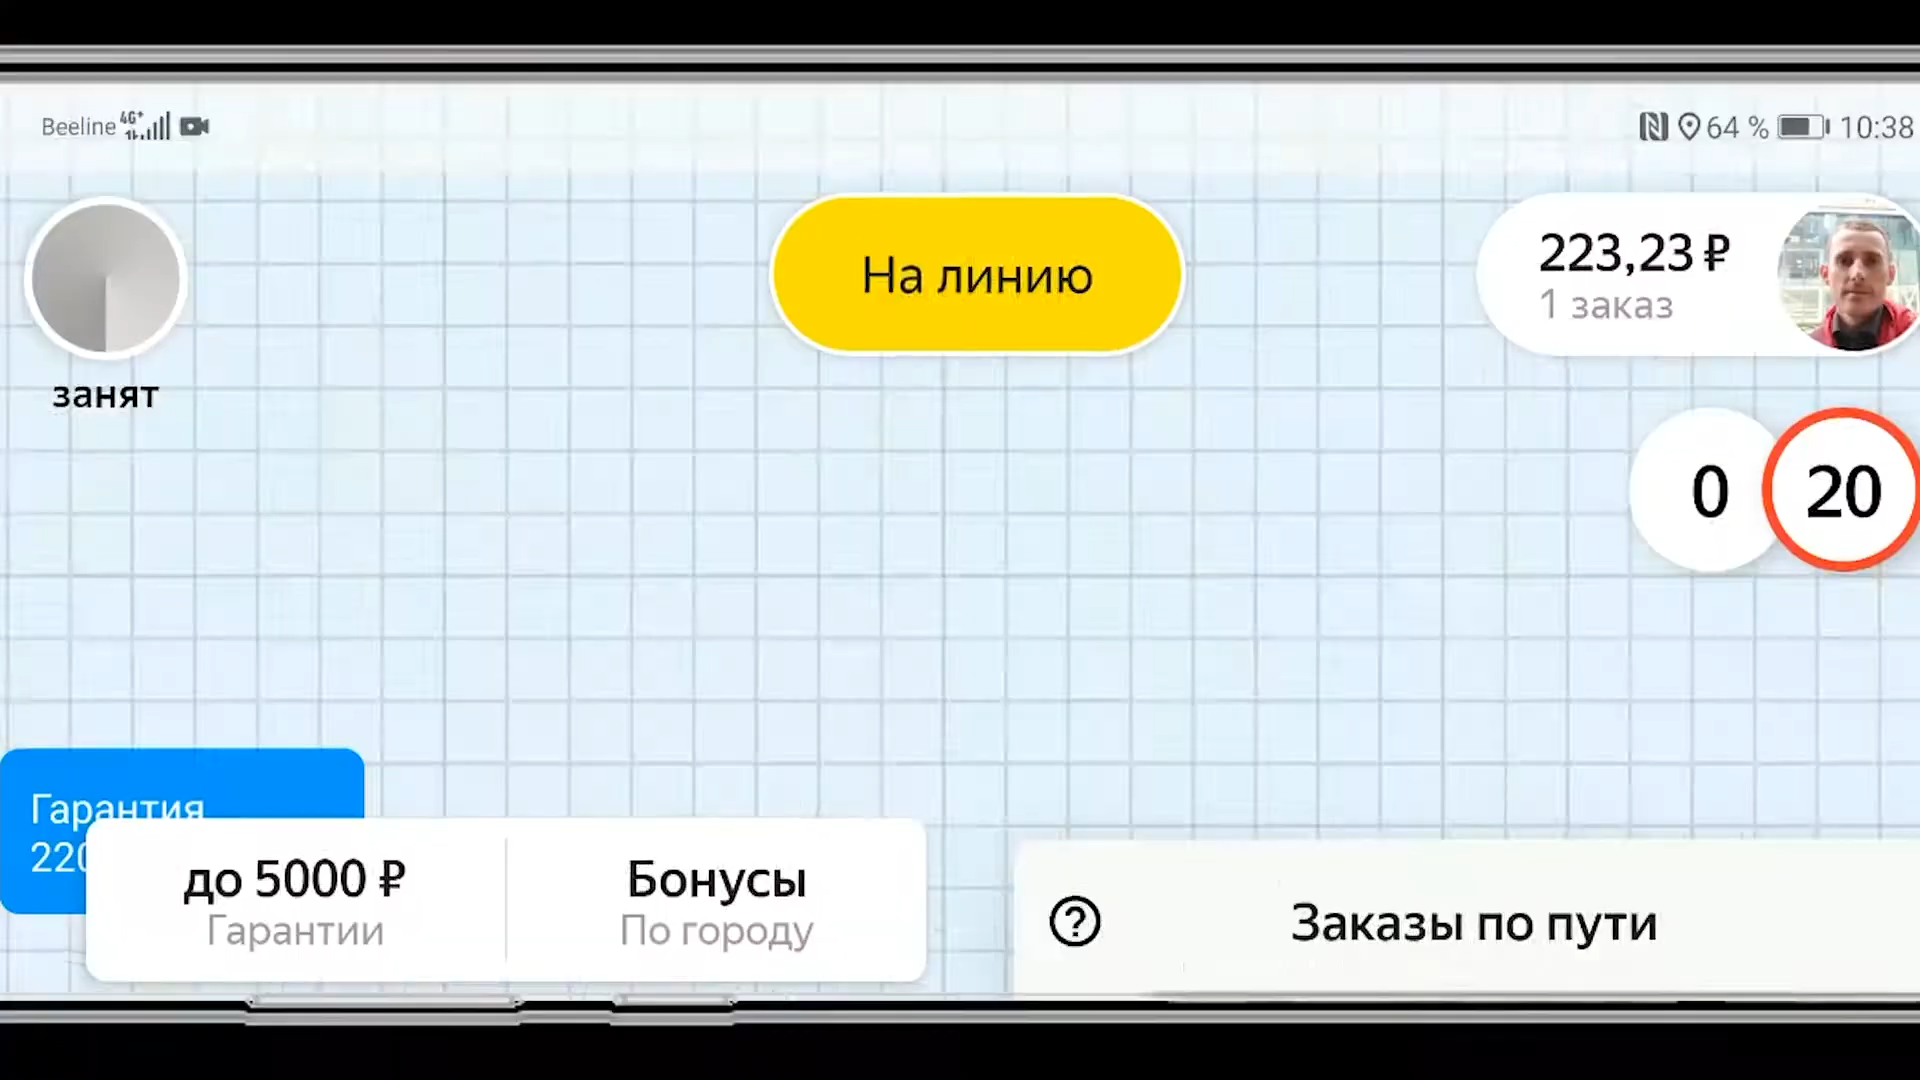 Beeline 4G+
64 % 10:38
занят
На линию
223,23 ₽
1 заказ
0
20
Гарантия
220
до 5000 ₽
Гарантии
Бонусы
По городу
?
Заказы по пути